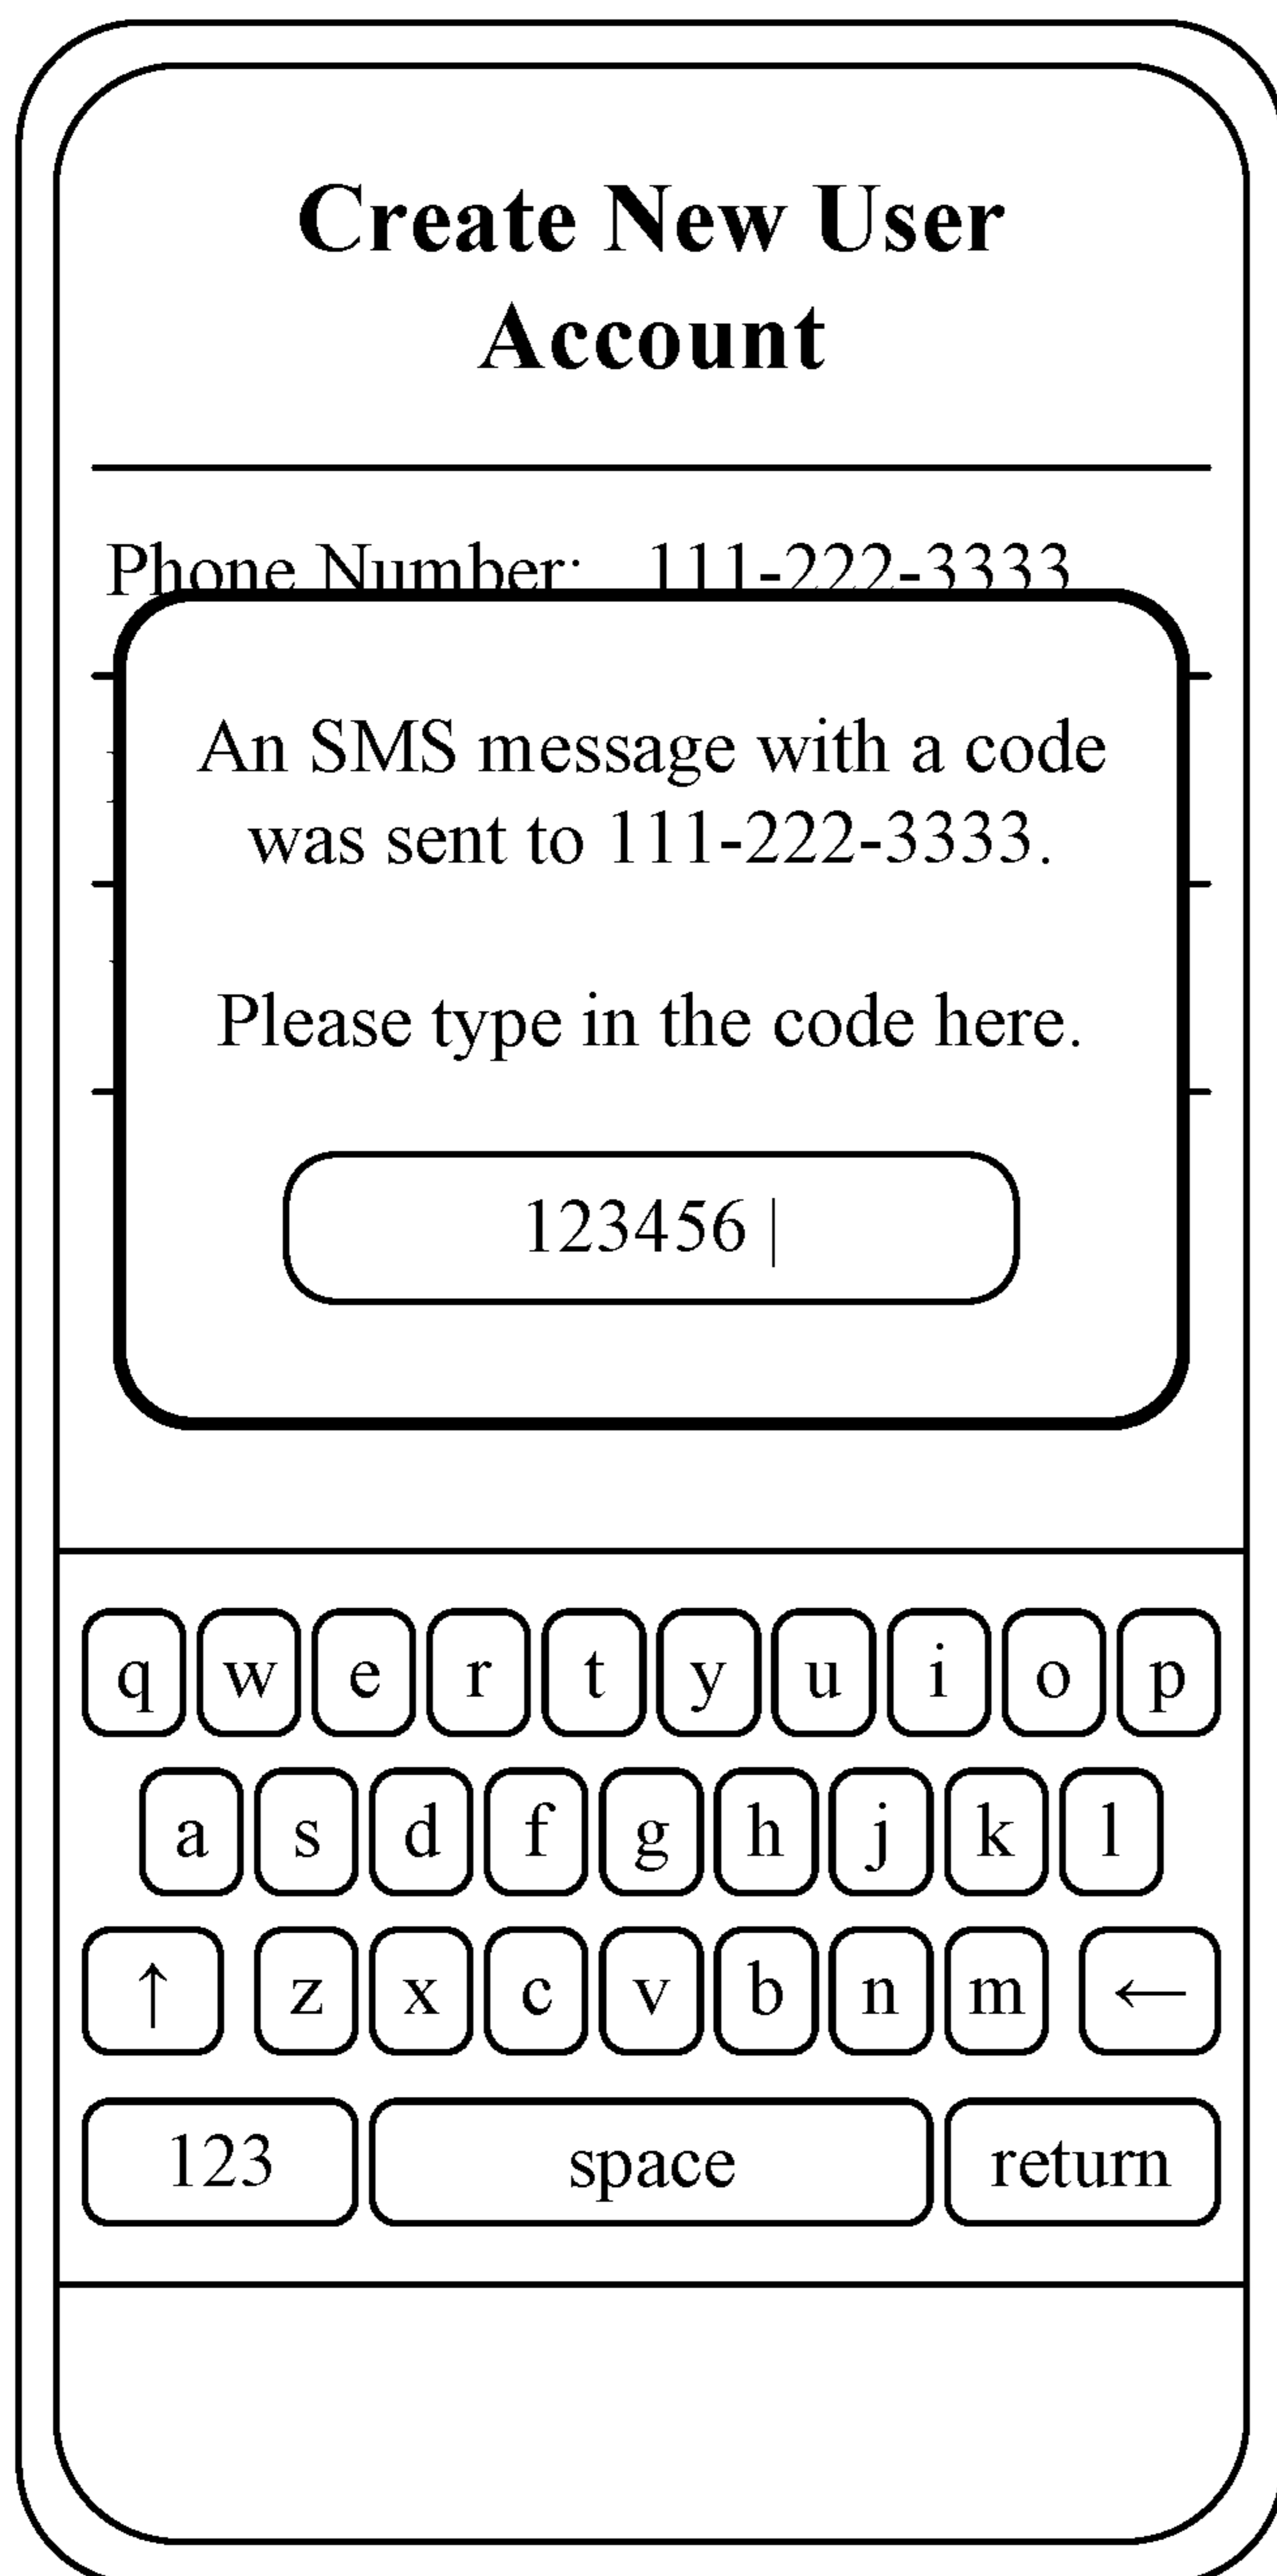 Create New User
Account
Phone Number: 111-222-3333
An SMS message with a code
was sent to 111-222-3333.
Please type in the code here.
123456
q w e r t y u i o p
a s d f g h j k l
↑ z x c v b n m ←
123 space return